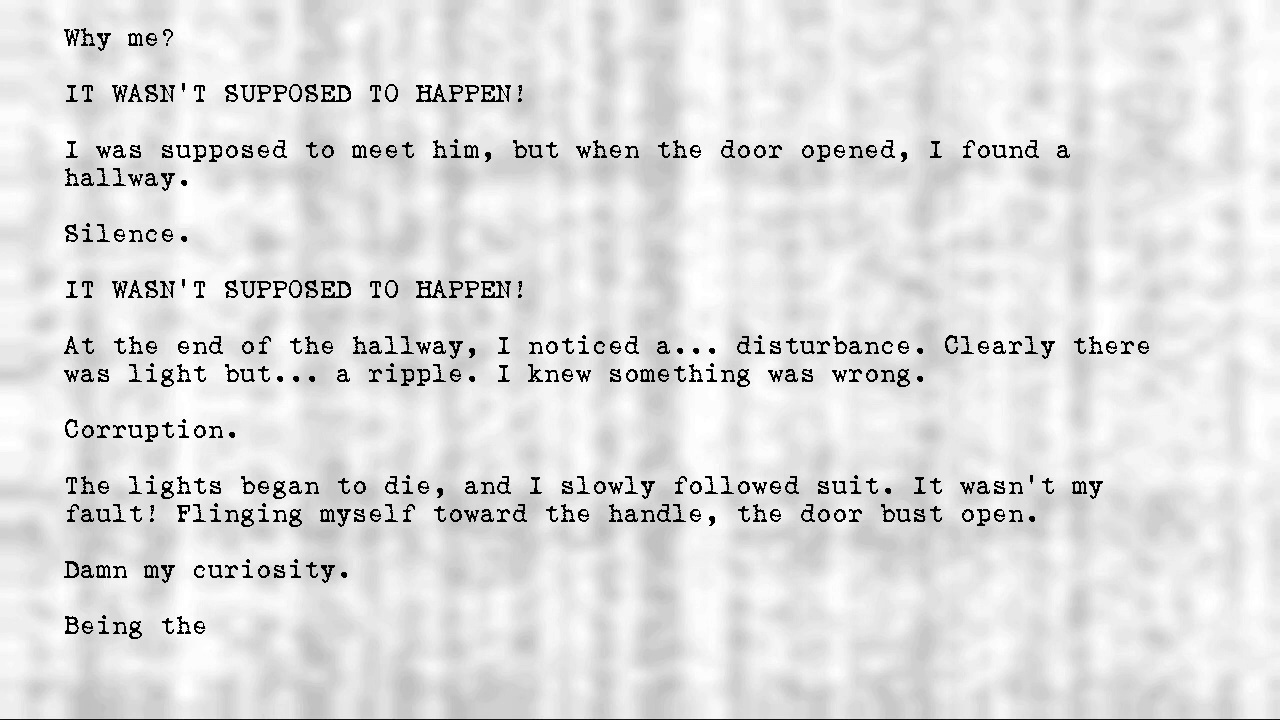 Why me?
IT WASN'T SUPPOSED TO HAPPEN!
I was supposed to meet him, but when the door opened, I found a
hallway.
Silence.
IT WASN'T SUPPOSED TO HAPPEN!
At the end of the hallway, I noticed a... disturbance. Clearly there
was light but... a ripple. I knew something was wrong.
Corruption.
The lights began to die, and I slowly followed suit. It wasn't my
fault! Flinging myself toward the handle, the door bust open.
Damn my curiosity.
Being the